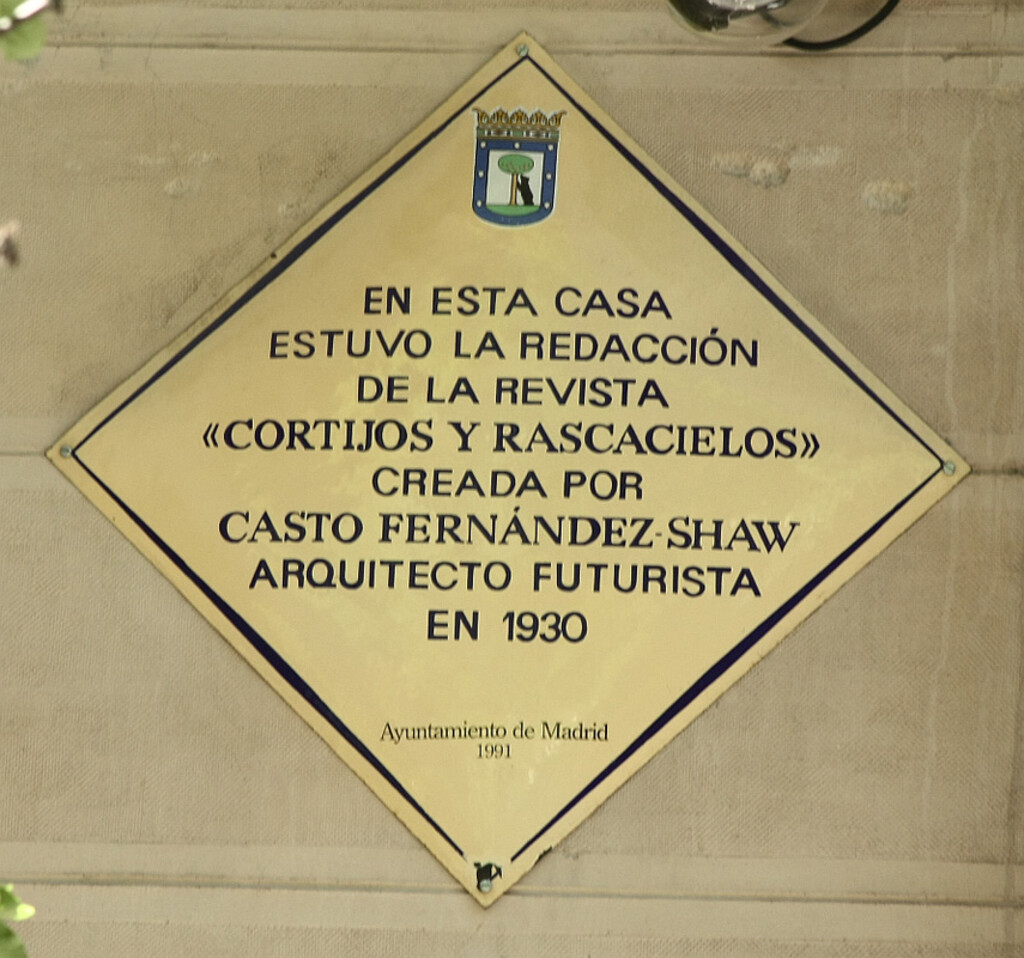 EN ESTA CASA
ESTUVO LA REDACCIÓN
DE LA REVISTA
«CORTIJOS Y RASCACIELOS»
CREADA POR
CASTO FERNÁNDEZ-SHAW
ARQUITECTO FUTURISTA
EN 1930
Ayuntamiento de Madrid
1991